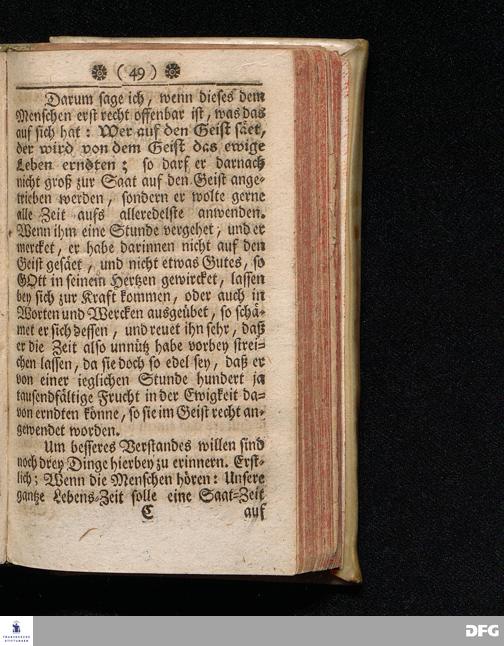 ( 49 )
Darum sage ich, wenn dieses dem
Menschen erst recht offenbar ist, was das
auf sich hat: Wer auf den Geist säet,
der wird von dem Geist das ewige
Leben erndten; so darf er darnach
nicht groß zur Saat auf den Geist ange-
trieben werden, sondern er wolte gerne
alle Zeit aufs alleredelste anwenden.
Wenn ihm eine Stunde vergehet, und er
mercket, er habe darinnen nicht auf den
Geist gesäet, und nicht etwas Gutes, so
GOtt in seinem Hertzen gewircket, lassen
bey sich zur Kraft kommen, oder auch in
Worten und Wercken ausgeübet, so schä-
met er sich dessen, und reuet ihn sehr, daß
er die Zeit also unnütz habe vorbey strei-
chen lassen, da sie doch so edel sey, daß er
von einer ieglichen Stunde hundert ja
tausendfältige Frucht in der Ewigkeit da-
von erndten könne, so sie im Geist recht an-
gewendet worden.
Um besseres Verstandes willen sind
noch drey Dinge hierbey zu erinnern. Erst-
lich; Wenn die Menschen hören: Unsere
gantze Lebens-Zeit solle eine Saat-Zeit
C auf
FRANCKESCHE
STIFTUNGEN
DFG